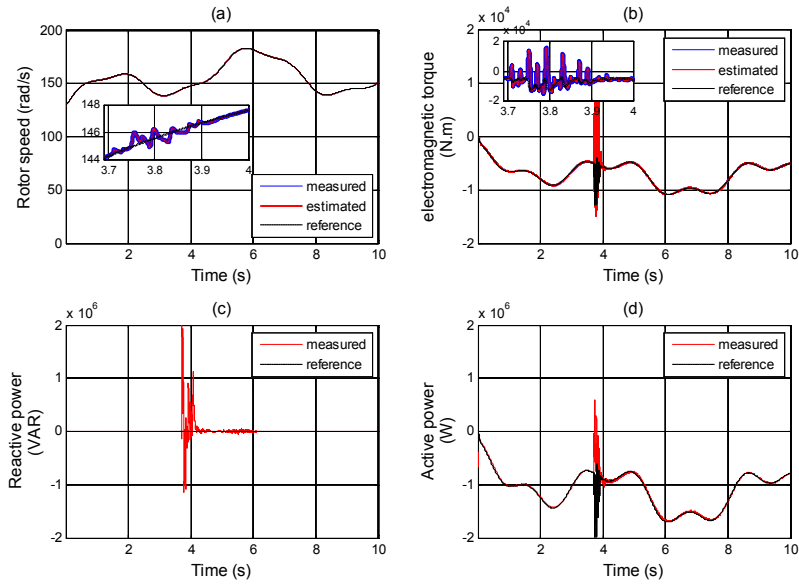 (a)
200
150
100
50
0
Rotor speed (rad/s)
148
146
144
3.7 3.8 3.9 4
measured
estimated
reference
2 4 6 8 10
Time (s)
(b)
x 10^4
2
1
0
-1
-2
electromagnetic torque
(N.m)
x 10^4
2
0
-2
3.7 3.8 3.9 4
measured
estimated
reference
2 4 6 8 10
Time (s)
(c)
x 10^6
2
1
0
-1
-2
Reactive power
(VAR)
measured
reference
2 4 6 8 10
Time (s)
(d)
x 10^6
2
1
0
-1
-2
Active power
(W)
measured
reference
2 4 6 8 10
Time (s)